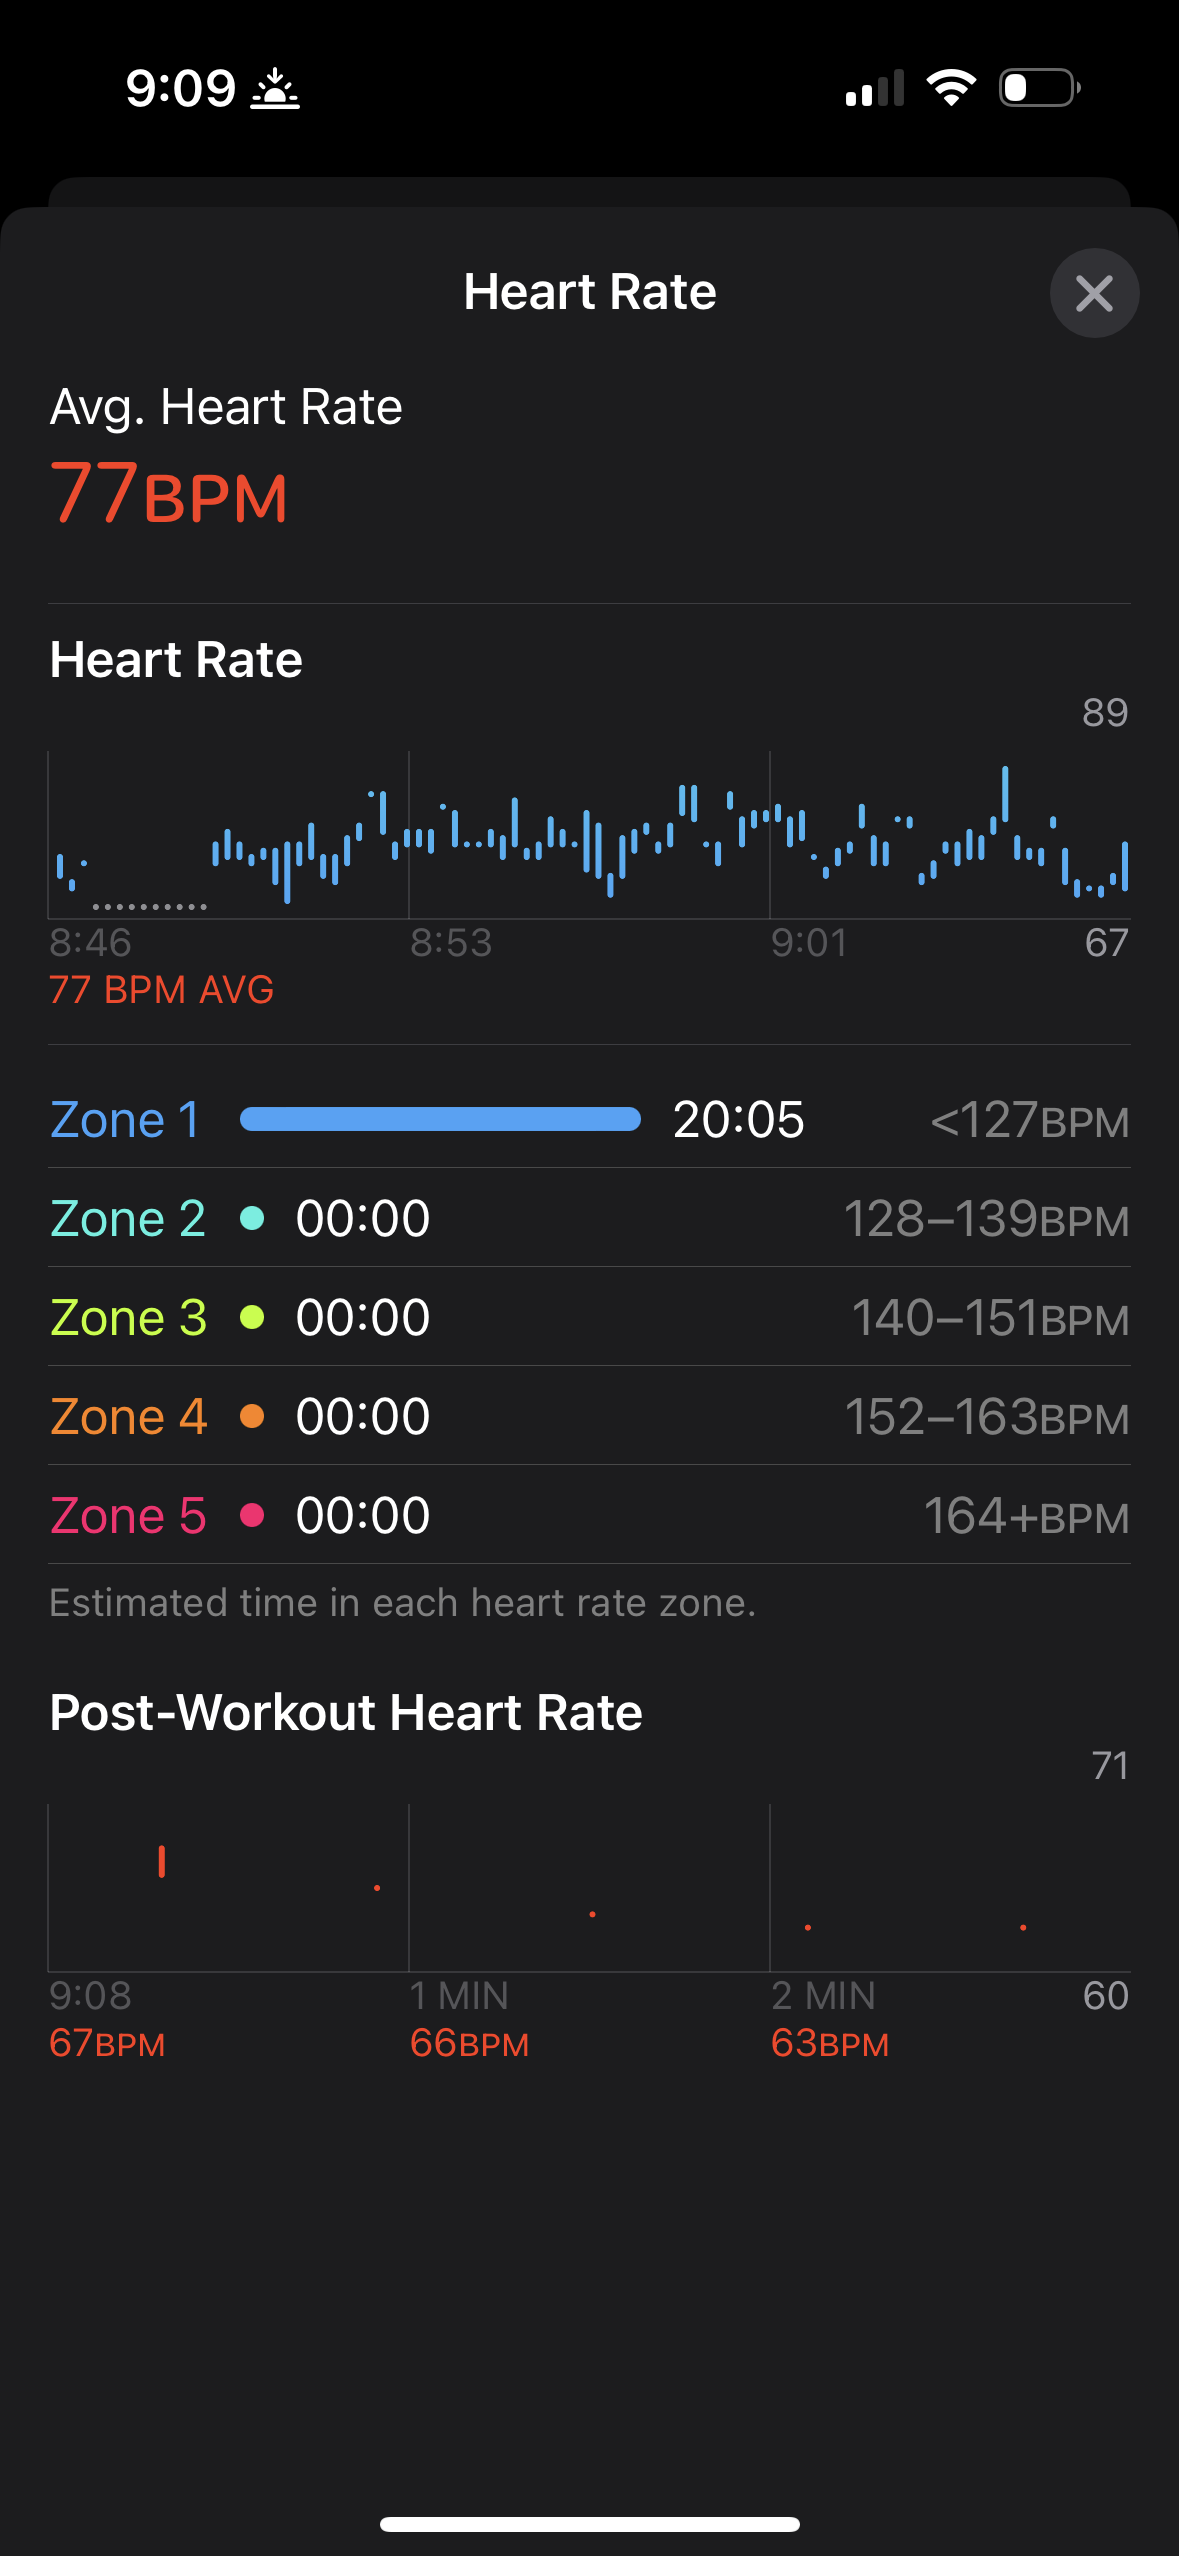 9:09
Heart Rate
Avg. Heart Rate
77BPM
Heart Rate
89
8:46 8:53 9:01 67
77 BPM AVG
Zone 1 20:05 <127BPM
Zone 2 00:00 128–139BPM
Zone 3 00:00 140–151BPM
Zone 4 00:00 152–163BPM
Zone 5 00:00 164+BPM
Estimated time in each heart rate zone.
Post-Workout Heart Rate
71
9:08 1 MIN 2 MIN 60
67BPM 66BPM 63BPM